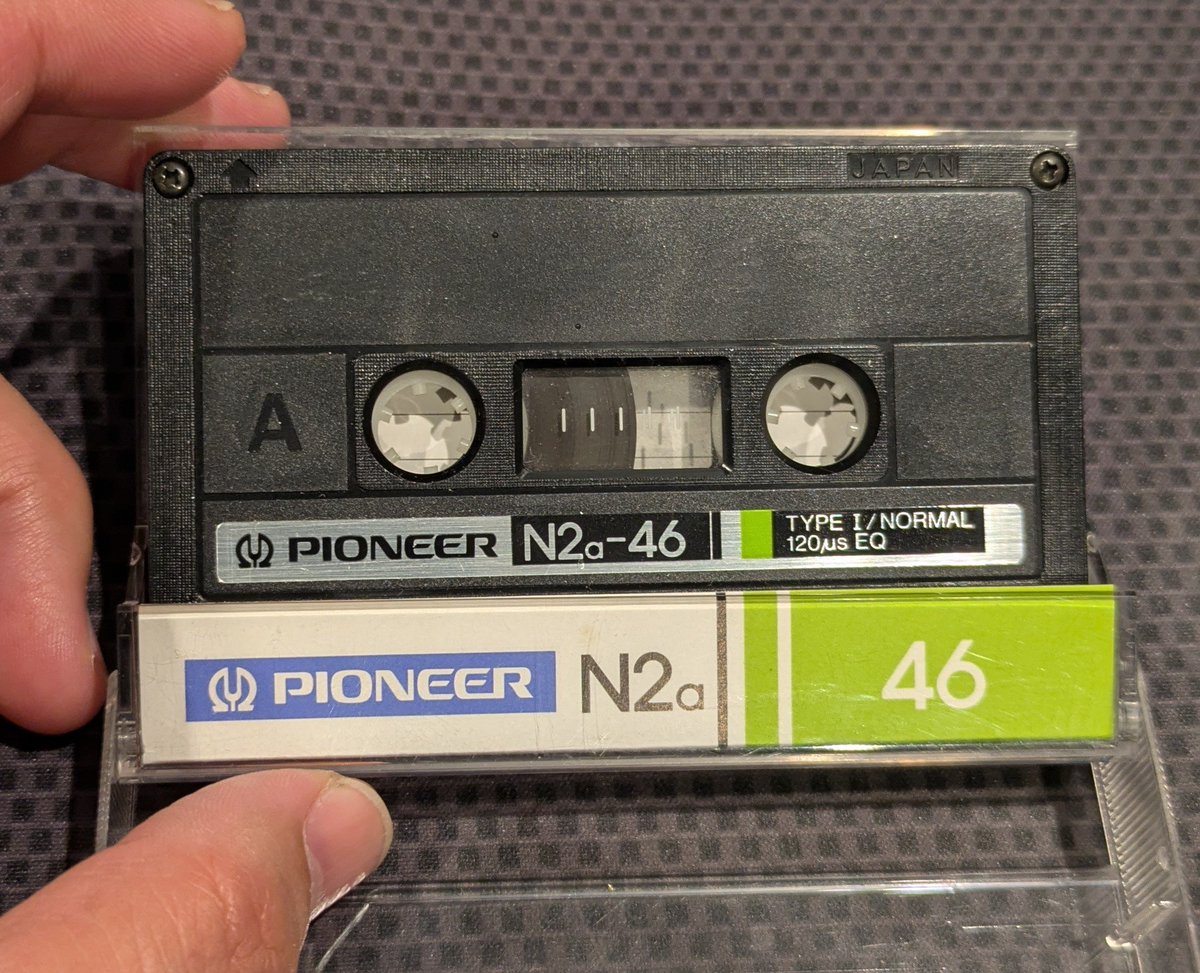 JAPAN
A
PIONEER N2a-46 TYPE I/NORMAL
120µs EQ
PIONEER N2a 46